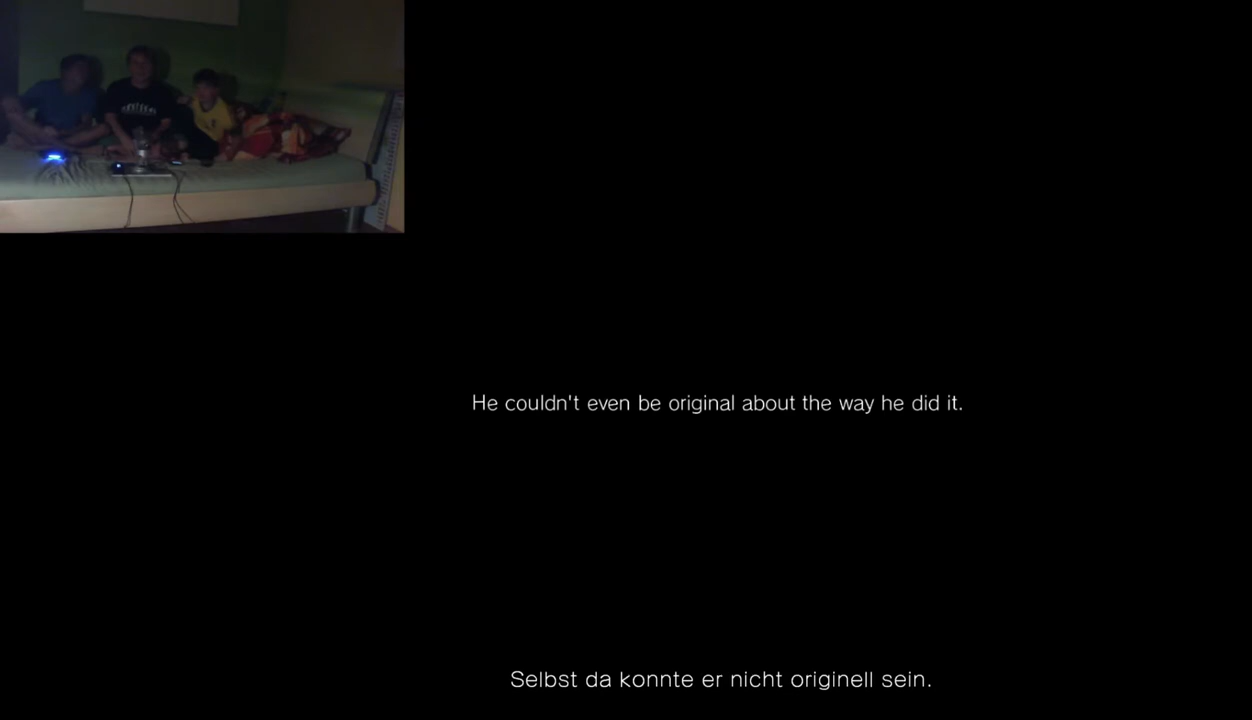 He couldn't even be original about the way he did it.
Selbst da konnte er nicht originell sein.